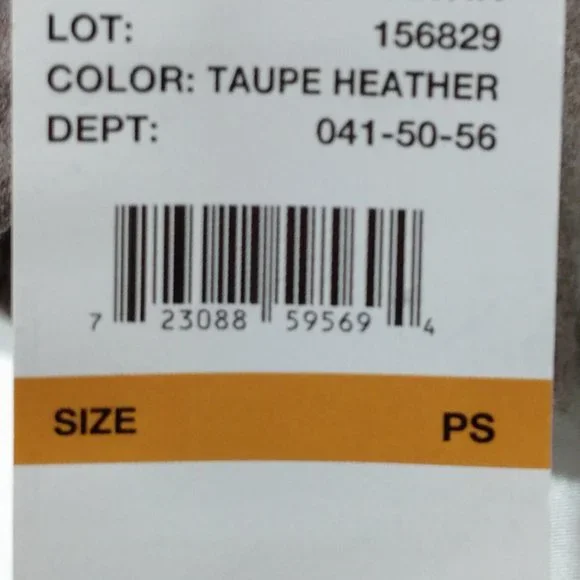 LOT: 156829
COLOR: TAUPE HEATHER
DEPT: 041-50-56
7 23088 59569 4
SIZE PS